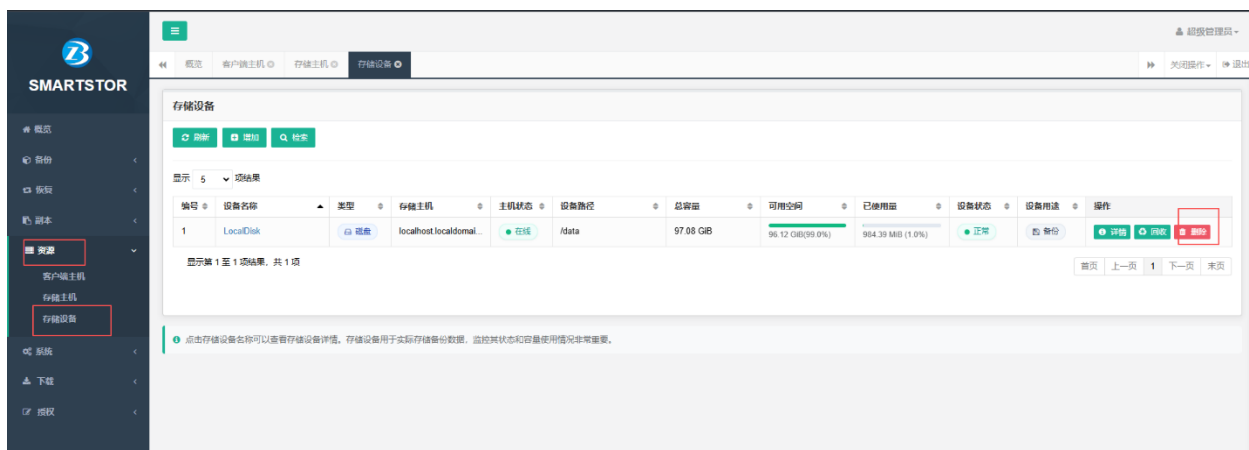 SMARTSTOR
概览
备份
恢复
副本
资源
客户端主机
存储主机
存储设备
系统
下载
授权
超级管理员
概览 客户端主机 存储主机 存储设备 关闭操作 退出
存储设备
刷新 增加 检索
显示 5 项结果
编号 设备名称 类型 存储主机 主机状态 设备路径 总容量 可用空间 已使用量 设备状态 设备用途 操作
1 LocalDisk 磁盘 localhost.localdomai... 在线 /data 97.08 GiB 96.12 GiB(99.0%) 984.39 MiB (1.0%) 正常 备份 详情 回收 删除
显示第 1 至 1 项结果，共 1 项
首页 上一页 1 下一页 末页
点击存储设备名称可以查看存储设备详情。存储设备用于实际存储备份数据，监控其状态和容量使用情况非常重要。